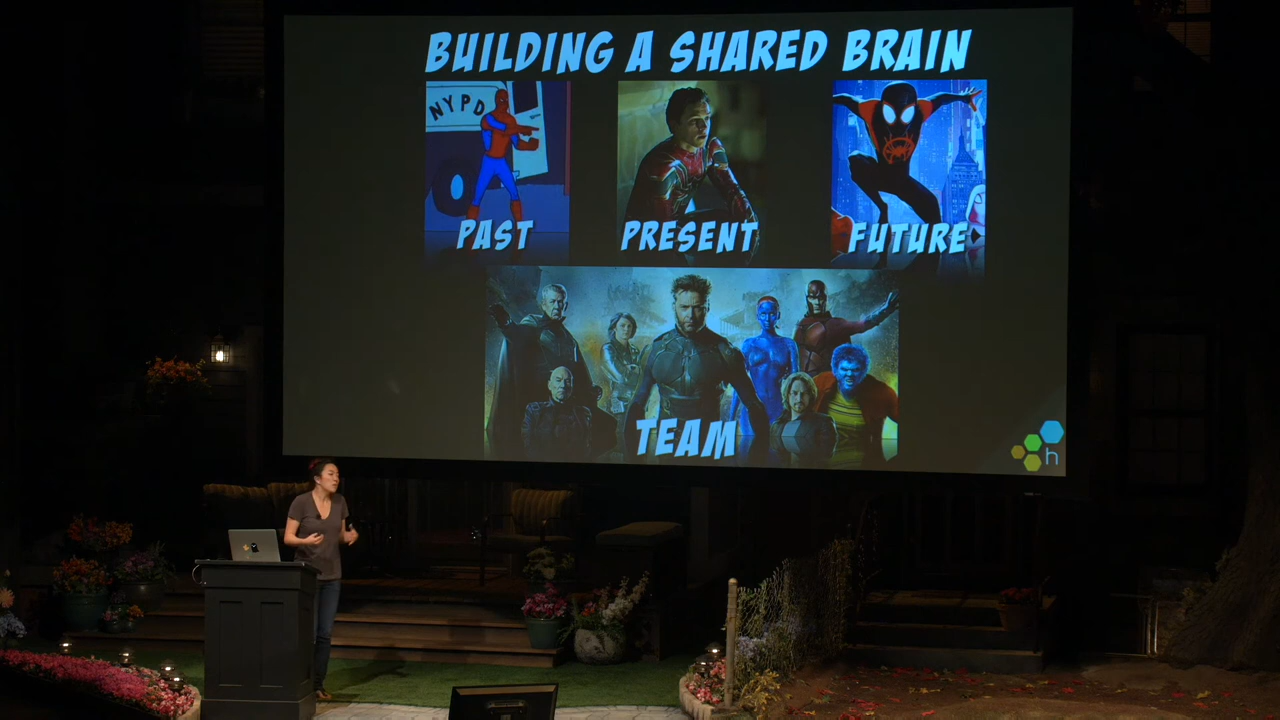 BUILDING A SHARED BRAIN
NYPD
PAST
PRESENT
FUTURE
TEAM
h